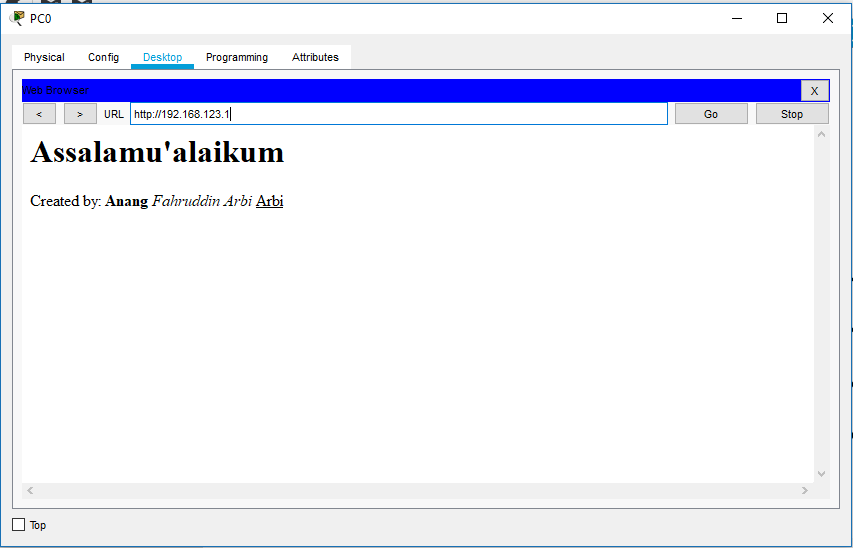 PC0
Physical Config Desktop Programming Attributes
Web Browser X
< > URL http://192.168.123.1 Go Stop
Assalamu'alaikum
Created by: Anang Fahruddin Arbi Arbi
Top